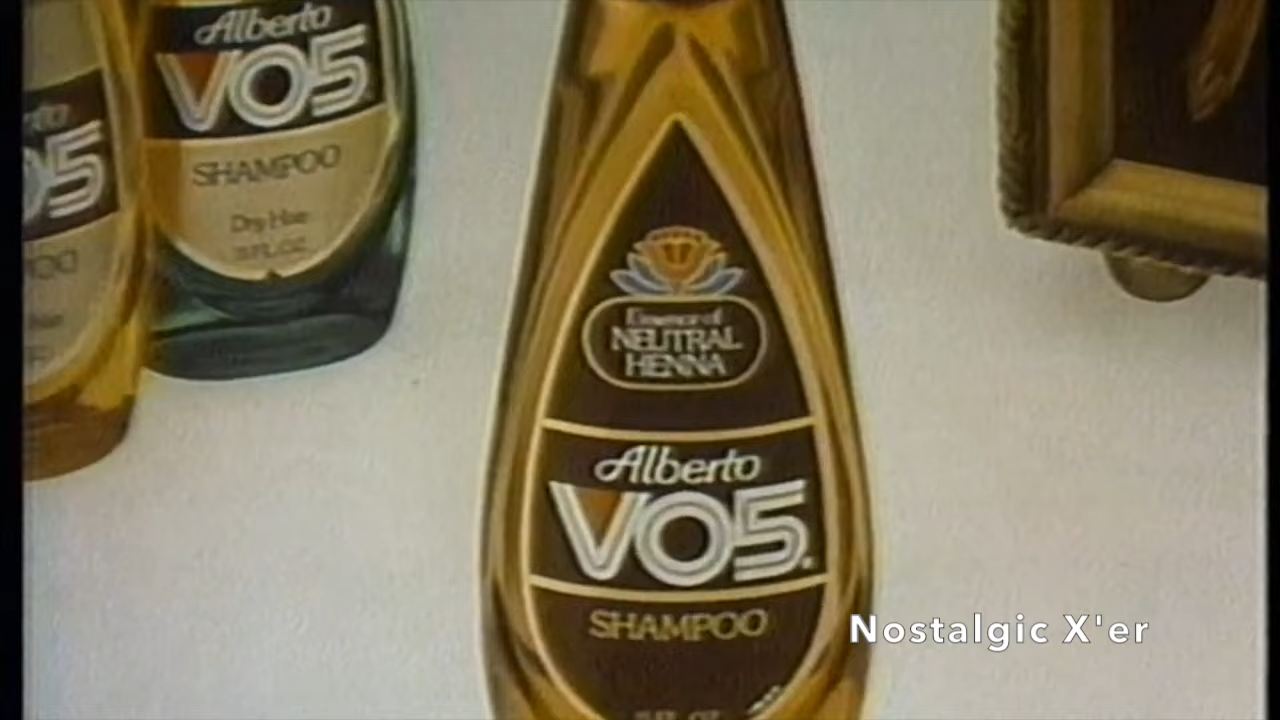 Alberto
VO5
SHAMPOO
Dry Hair
Essence of
NEUTRAL
HENNA
Alberto
VO5
SHAMPOO
Nostalgic X'er